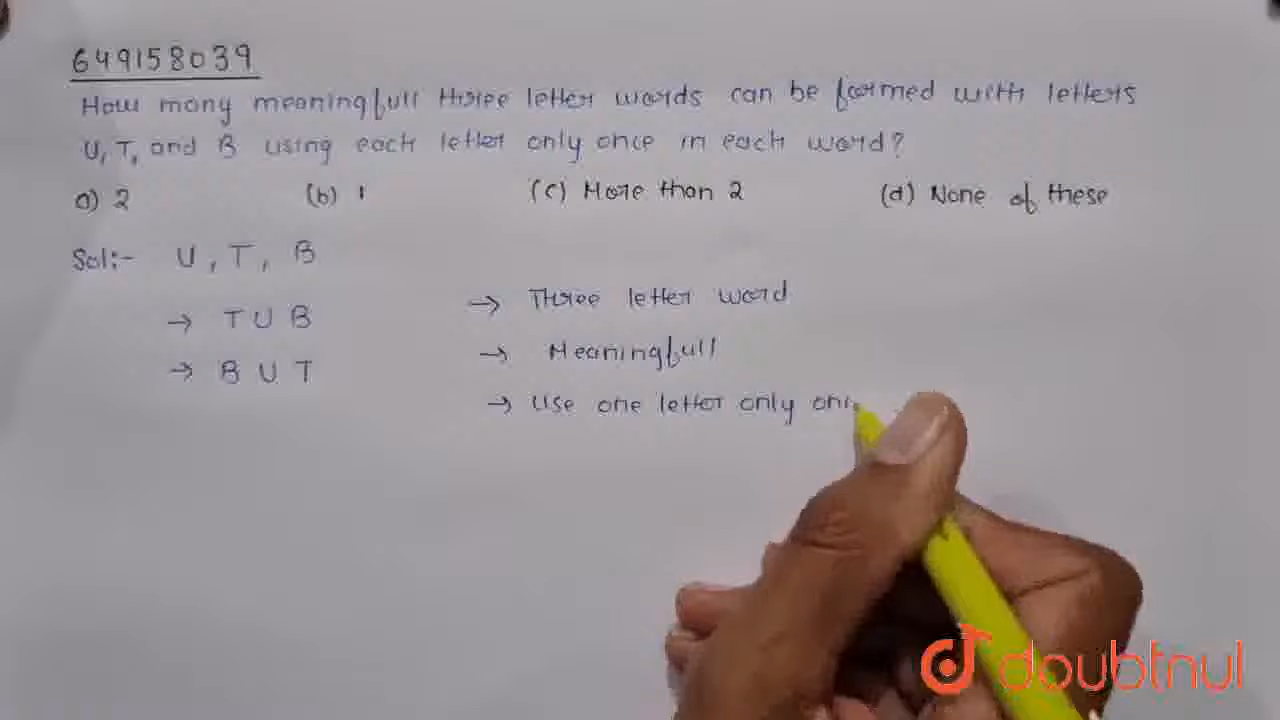 649158039
How many meaningfull three letter words can be formed with letters
U, T, and B using each letter only once in each word?
a) 2 (b) 1 (c) More than 2 (d) None of these
Sol:- U, T, B
→ T U B
→ B U T
→ Three letter word
→ Meaningfull
→ Use one letter only onc
doubtnut